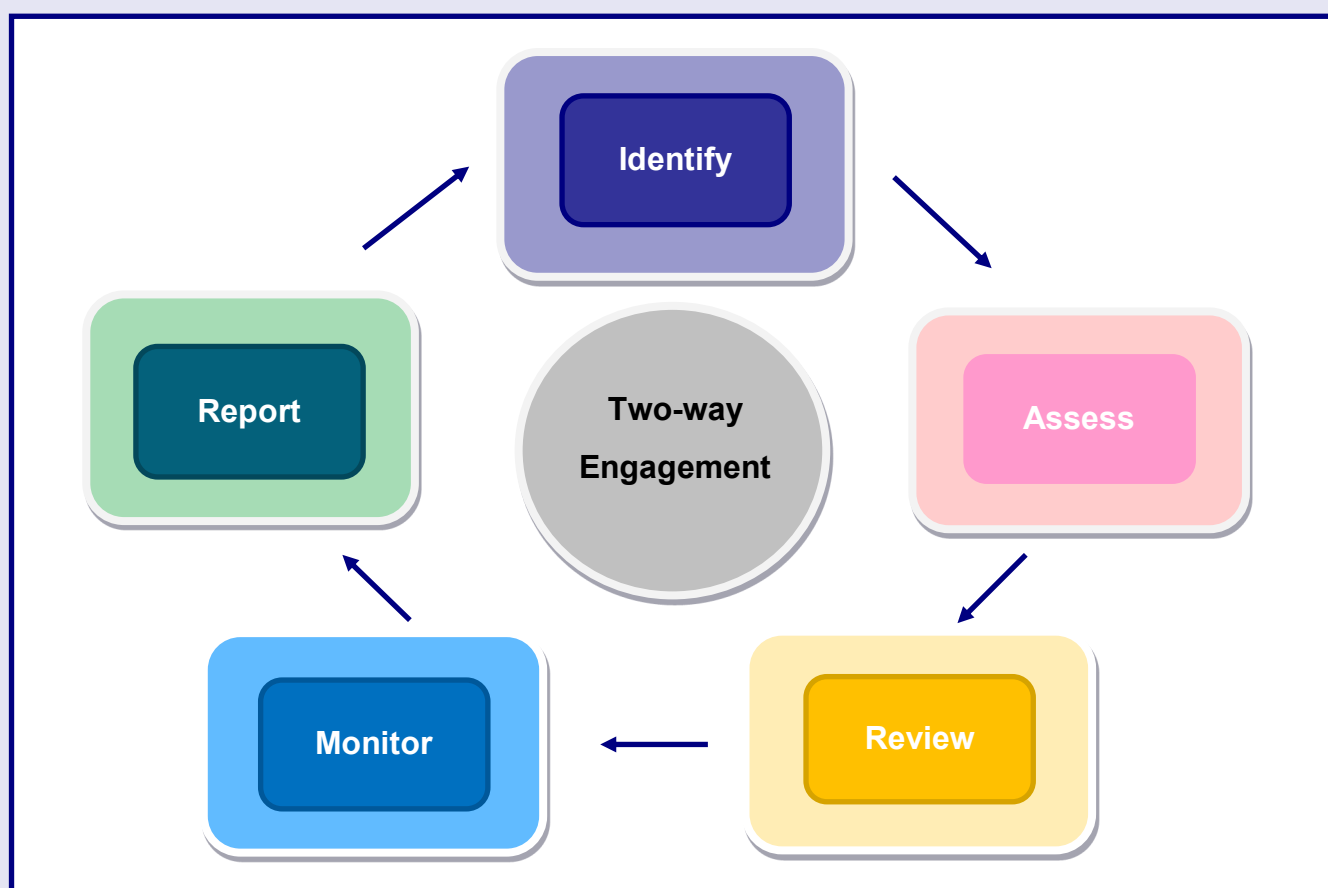 Identify
Report
Two-way
Engagement
Assess
Monitor
Review